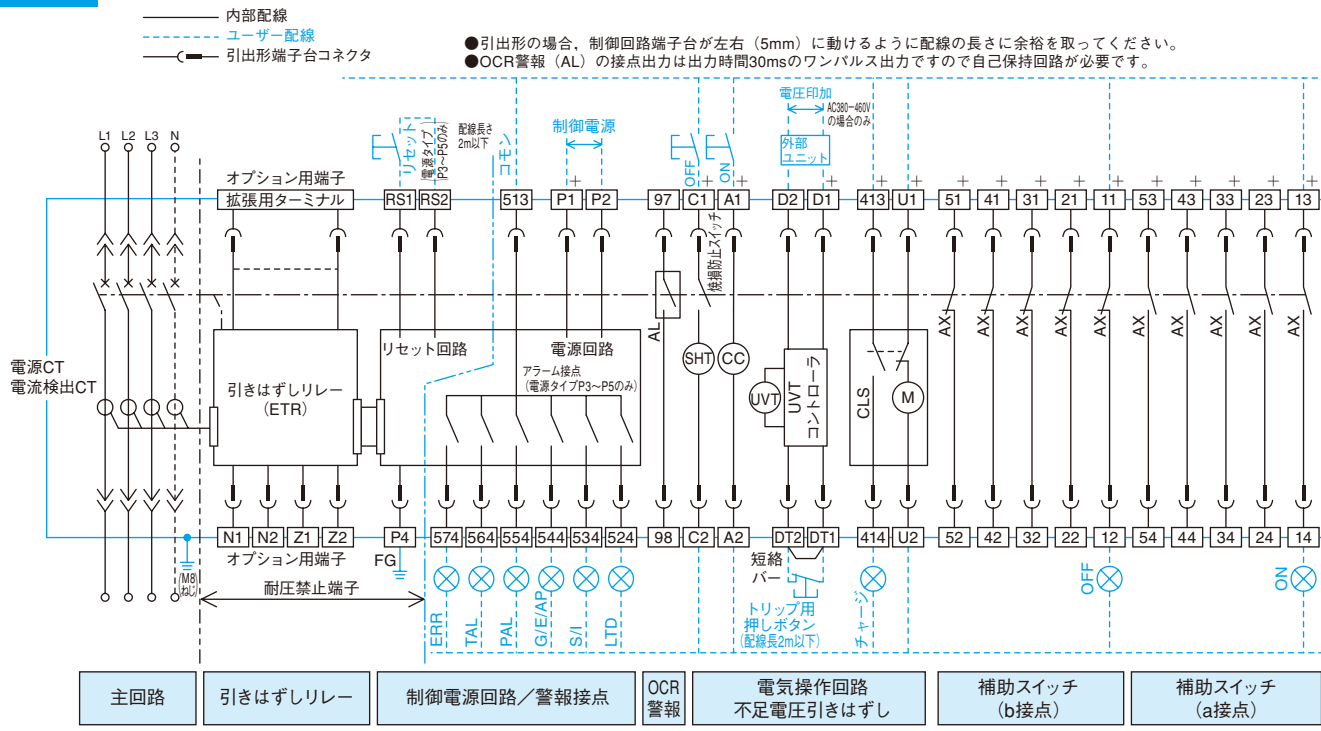 内部配線
ユーザー配線
引出形端子台コネクタ
●引出形の場合，制御回路端子台が左右（5mm）に動けるように配線の長さに余裕を取ってください。
●OCR警報（AL）の接点出力は出力時間30msのワンパルス出力ですので自己保持回路が必要です。
L1 L2 L3 N
リセット
（電源タイプP3〜P5のみ）
配線長さ
2m以下
コモン
制御電源
OFF
ON
電圧印加
AC380−460V
の場合のみ
外部
ユニット
オプション用端子
拡張用ターミナル
RS1 RS2 513 P1 P2 97 C1 A1 D2 D1 413 U1 51 41 31 21 11 53 43 33 23 13
+ + + + + + + + + + + + + + +
焼損防止スイッチ
AL
AX AX AX AX AX AX AX AX AX AX
電源CT
電流検出CT
引きはずしリレー
（ETR）
リセット回路
電源回路
アラーム接点
（電源タイプP3〜P5のみ）
SHT
CC
UVT
UVT
コントローラ
CLS
M
N1 N2 Z1 Z2 P4 574 564 554 544 534 524 98 C2 A2 DT2 DT1 414 U2 52 42 32 22 12 54 44 34 24 14
オプション用端子
FG
(M8
ねじ)
耐圧禁止端子
ERR
TAL
PAL
G/E/AP
S/I
LTD
短絡
バー
トリップ用
押しボタン
（配線長2m以下）
チャージ
OFF
ON
主回路
引きはずしリレー
制御電源回路／警報接点
OCR
警報
電気操作回路
不足電圧引きはずし
補助スイッチ
（b接点）
補助スイッチ
（a接点）